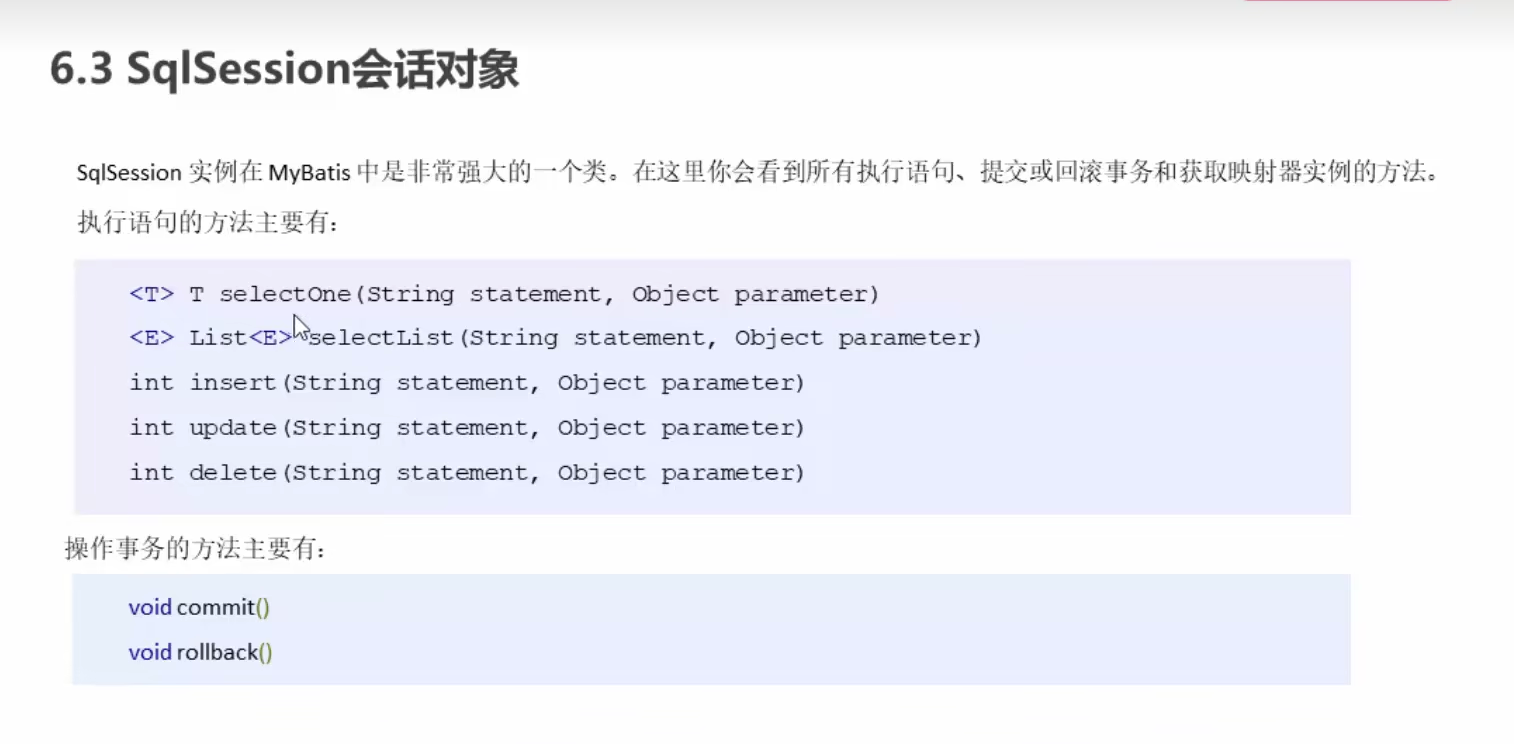 6.3 SqlSession会话对象
SqlSession 实例在 MyBatis 中是非常强大的一个类。在这里你会看到所有执行语句、提交或回滚事务和获取映射器实例的方法。
执行语句的方法主要有：
<T> T selectOne(String statement, Object parameter)
<E> List<E> selectList(String statement, Object parameter)
int insert(String statement, Object parameter)
int update(String statement, Object parameter)
int delete(String statement, Object parameter)
操作事务的方法主要有：
void commit()
void rollback()